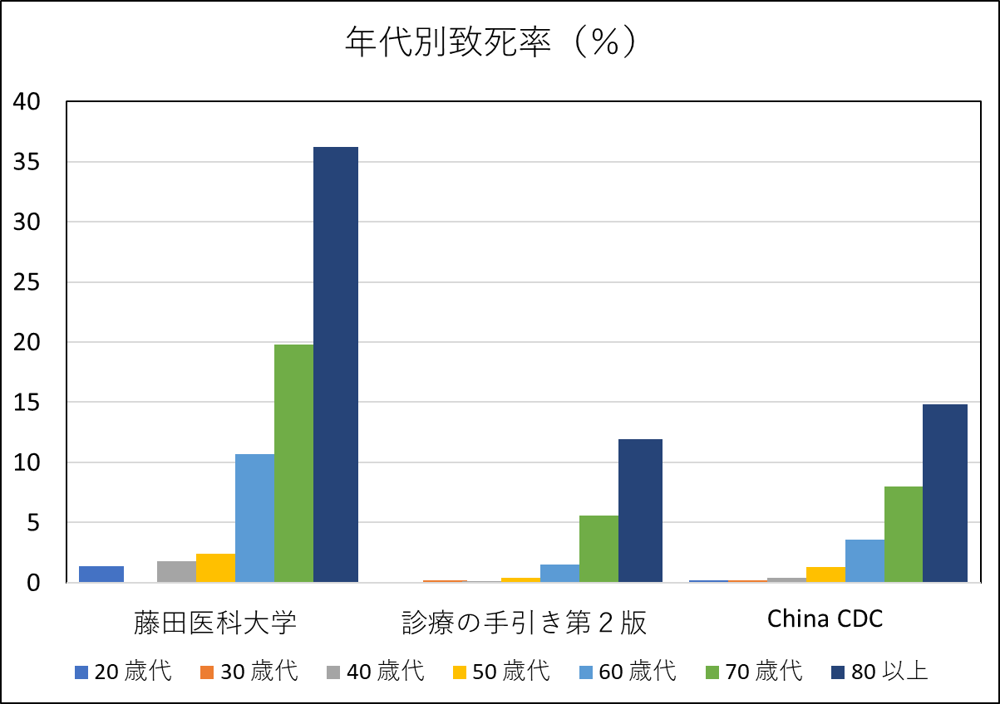 年代別致死率（%）
40
35
30
25
20
15
10
5
0
藤田医科大学
診療の手引き第２版
China CDC
20 歳代
30 歳代
40 歳代
50 歳代
60 歳代
70 歳代
80 以上